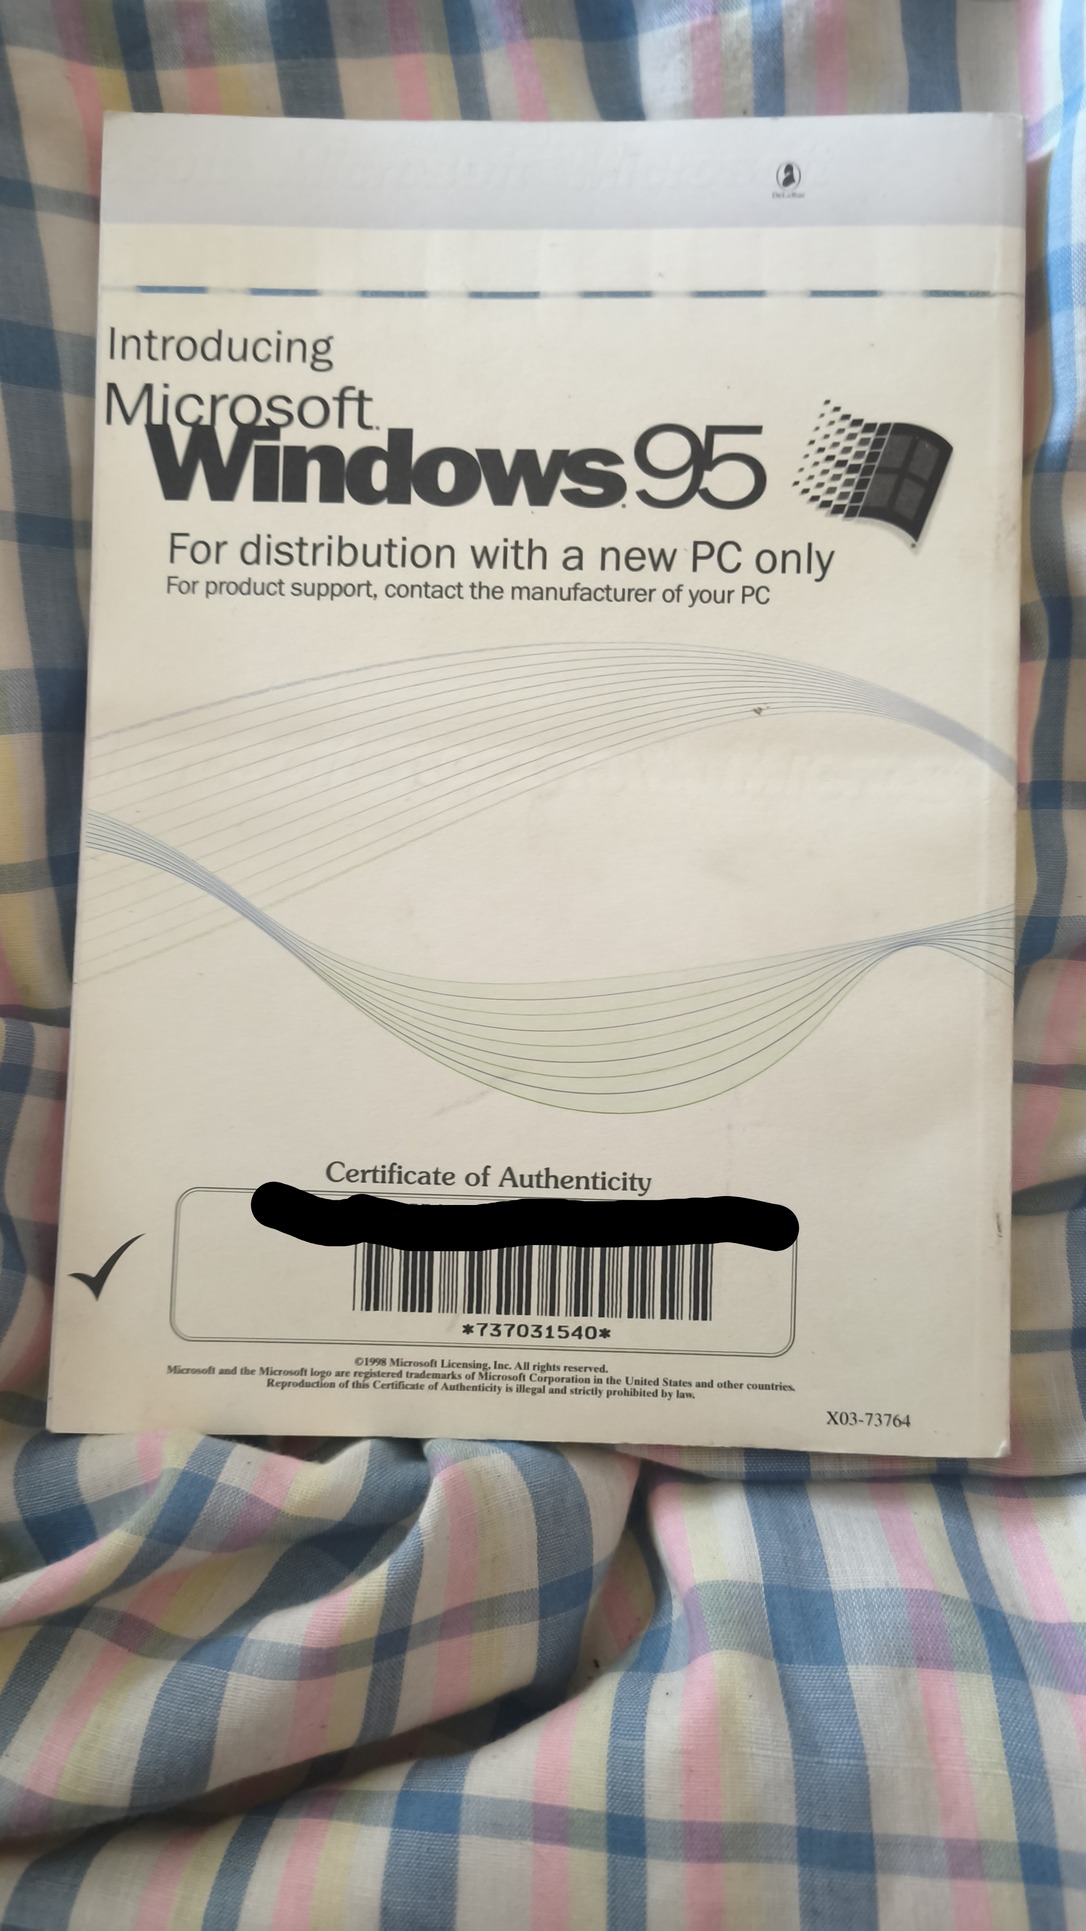 Introducing
Microsoft.
Windows 95
For distribution with a new PC only
For product support, contact the manufacturer of your PC
Certificate of Authenticity
*737031540*
©1998 Microsoft Licensing, Inc. All rights reserved.
Microsoft and the Microsoft logo are registered trademarks of Microsoft Corporation in the United States and other countries.
Reproduction of this Certificate of Authenticity is illegal and strictly prohibited by law.
X03-73764